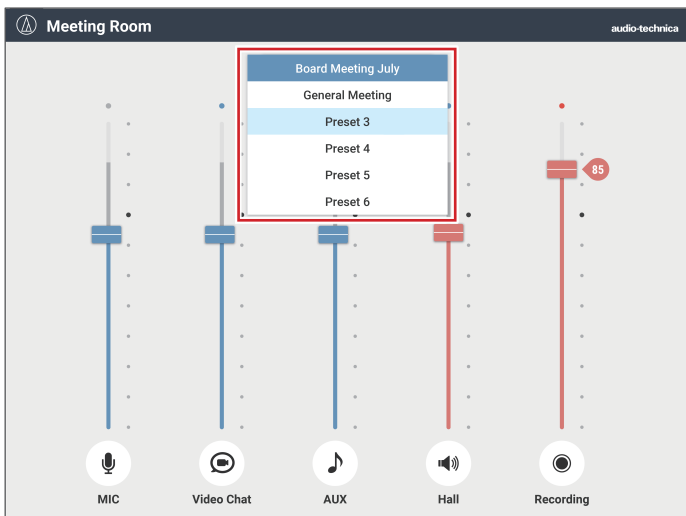 Meeting Room
audio-technica
Board Meeting July
General Meeting
Preset 3
Preset 4
Preset 5
Preset 6
85
MIC
Video Chat
AUX
Hall
Recording